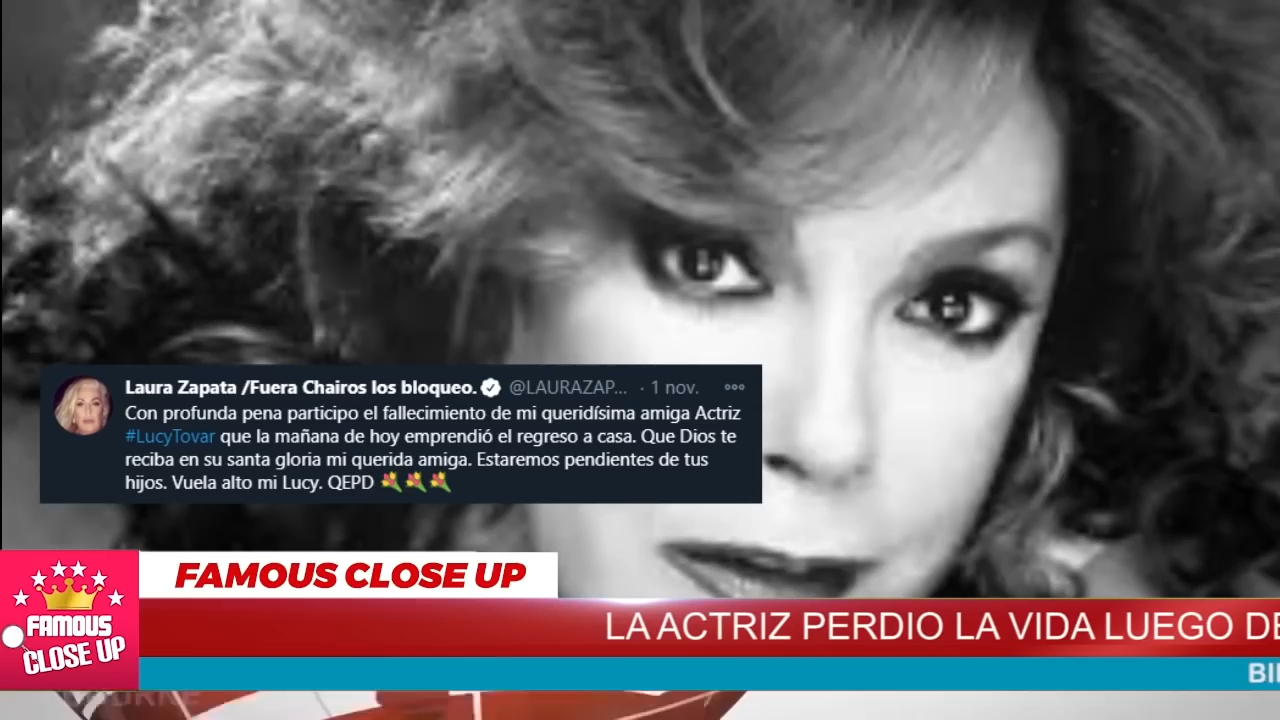 Laura Zapata /Fuera Chairos los bloqueo. @LAURAZAP... · 1 nov.
Con profunda pena participo el fallecimiento de mi queridísima amiga Actriz
#LucyTovar que la mañana de hoy emprendió el regreso a casa. Que Dios te
reciba en su santa gloria mi querida amiga. Estaremos pendientes de tus
hijos. Vuela alto mi Lucy. QEPD 💐💐💐
FAMOUS CLOSE UP
FAMOUS
CLOSE UP
LA ACTRIZ PERDIO LA VIDA LUEGO DE